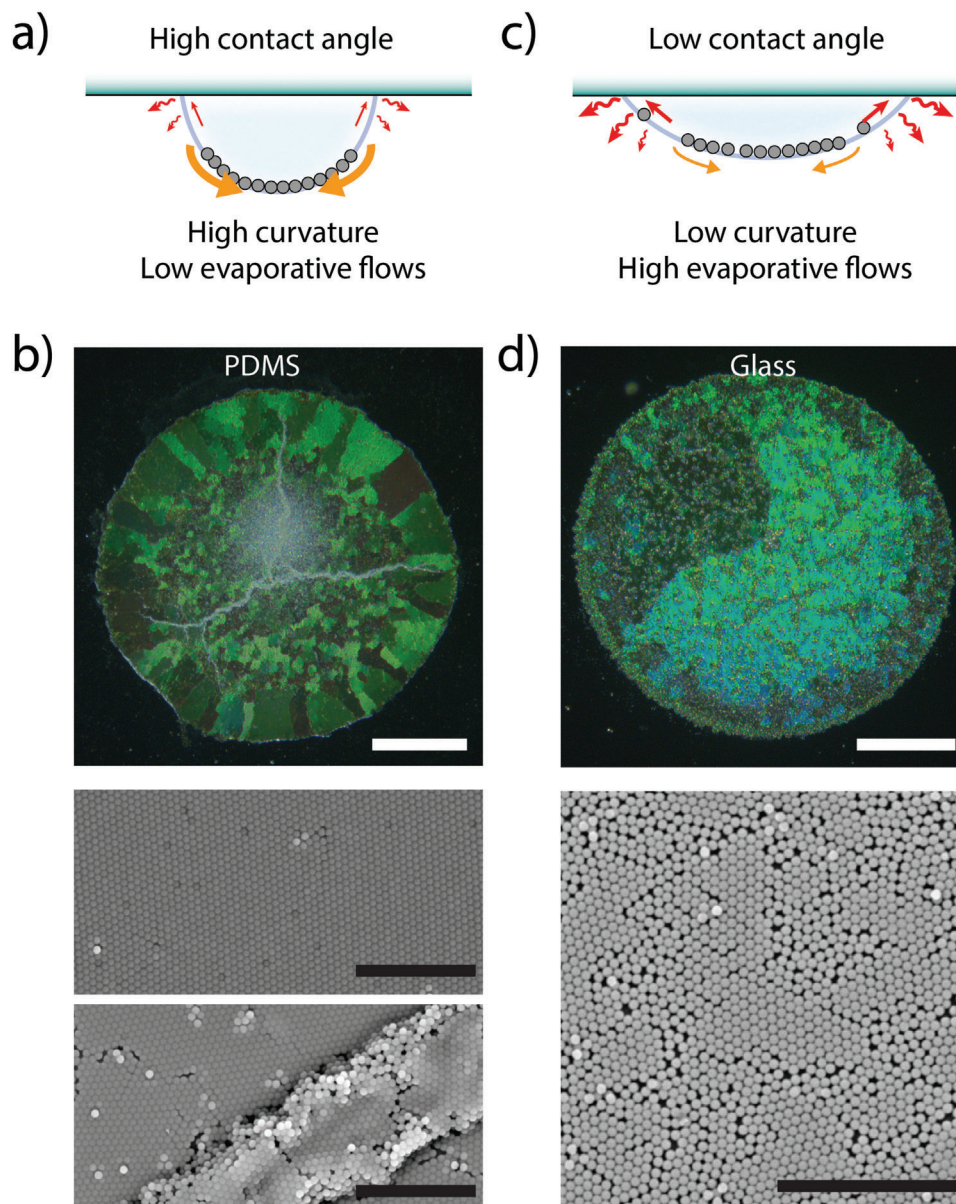 a)
High contact angle
High curvature
Low evaporative flows
c)
Low contact angle
Low curvature
High evaporative flows
b)
PDMS
d)
Glass